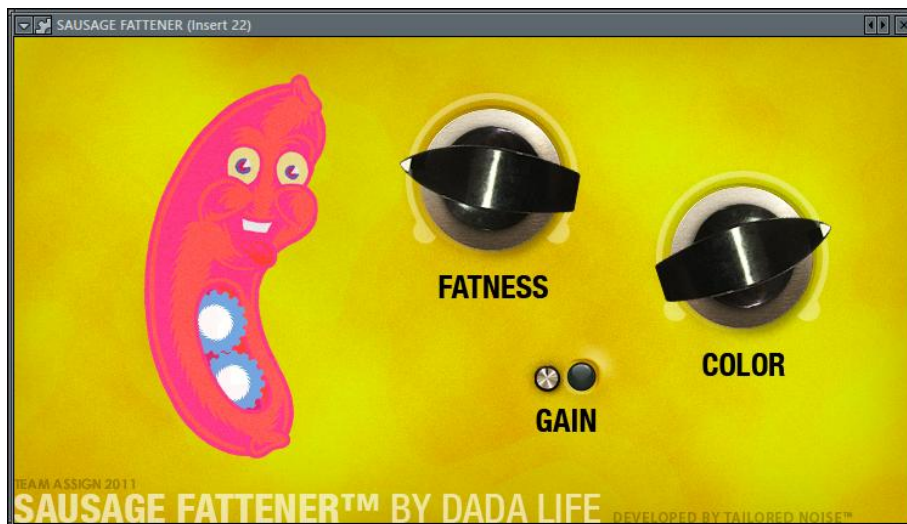 SAUSAGE FATTENER (Insert 22)
FATNESS
COLOR
GAIN
TEAM ASSIGN 2011
SAUSAGE FATTENER™ BY DADA LIFE
DEVELOPED BY TAILORED NOISE™